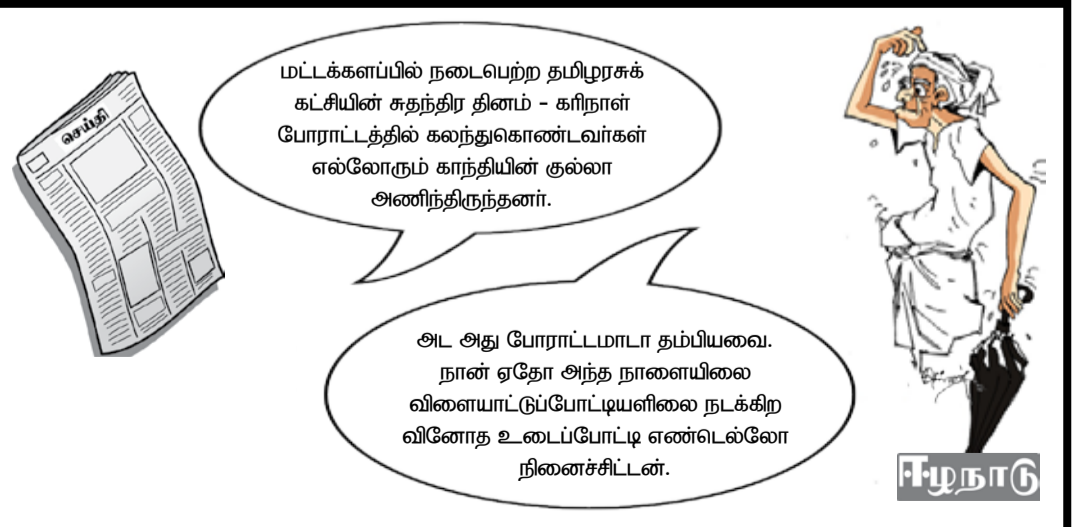 செய்தி
மட்டக்களப்பில் நடைபெற்ற தமிழரசுக்
கட்சியின் சுதந்திர தினம் - கரிநாள்
போராட்டத்தில் கலந்துகொண்டவர்கள்
எல்லோரும் காந்தியின் குல்லா
அணிந்திருந்தனர்.
அட அது போராட்டமாடா தம்பியவை.
நான் ஏதோ அந்த நாளையிலை
விளையாட்டுப்போட்டியளிலை நடக்கிற
வினோத உடைப்போட்டி எண்டெல்லோ
நினைச்சிட்டன்.
ஈழநாடு